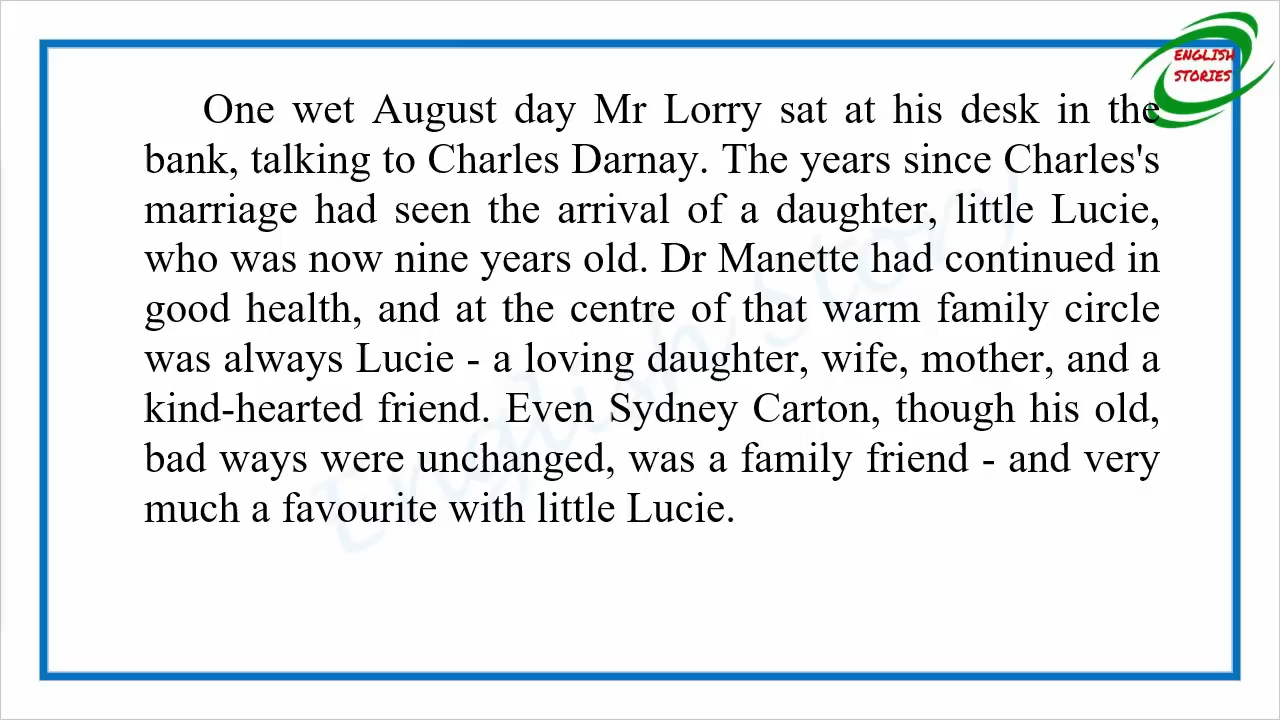 ENGLISH
STORIES
One wet August day Mr Lorry sat at his desk in the
bank, talking to Charles Darnay. The years since Charles's
marriage had seen the arrival of a daughter, little Lucie,
who was now nine years old. Dr Manette had continued in
good health, and at the centre of that warm family circle
was always Lucie - a loving daughter, wife, mother, and a
kind-hearted friend. Even Sydney Carton, though his old,
bad ways were unchanged, was a family friend - and very
much a favourite with little Lucie.
English Story